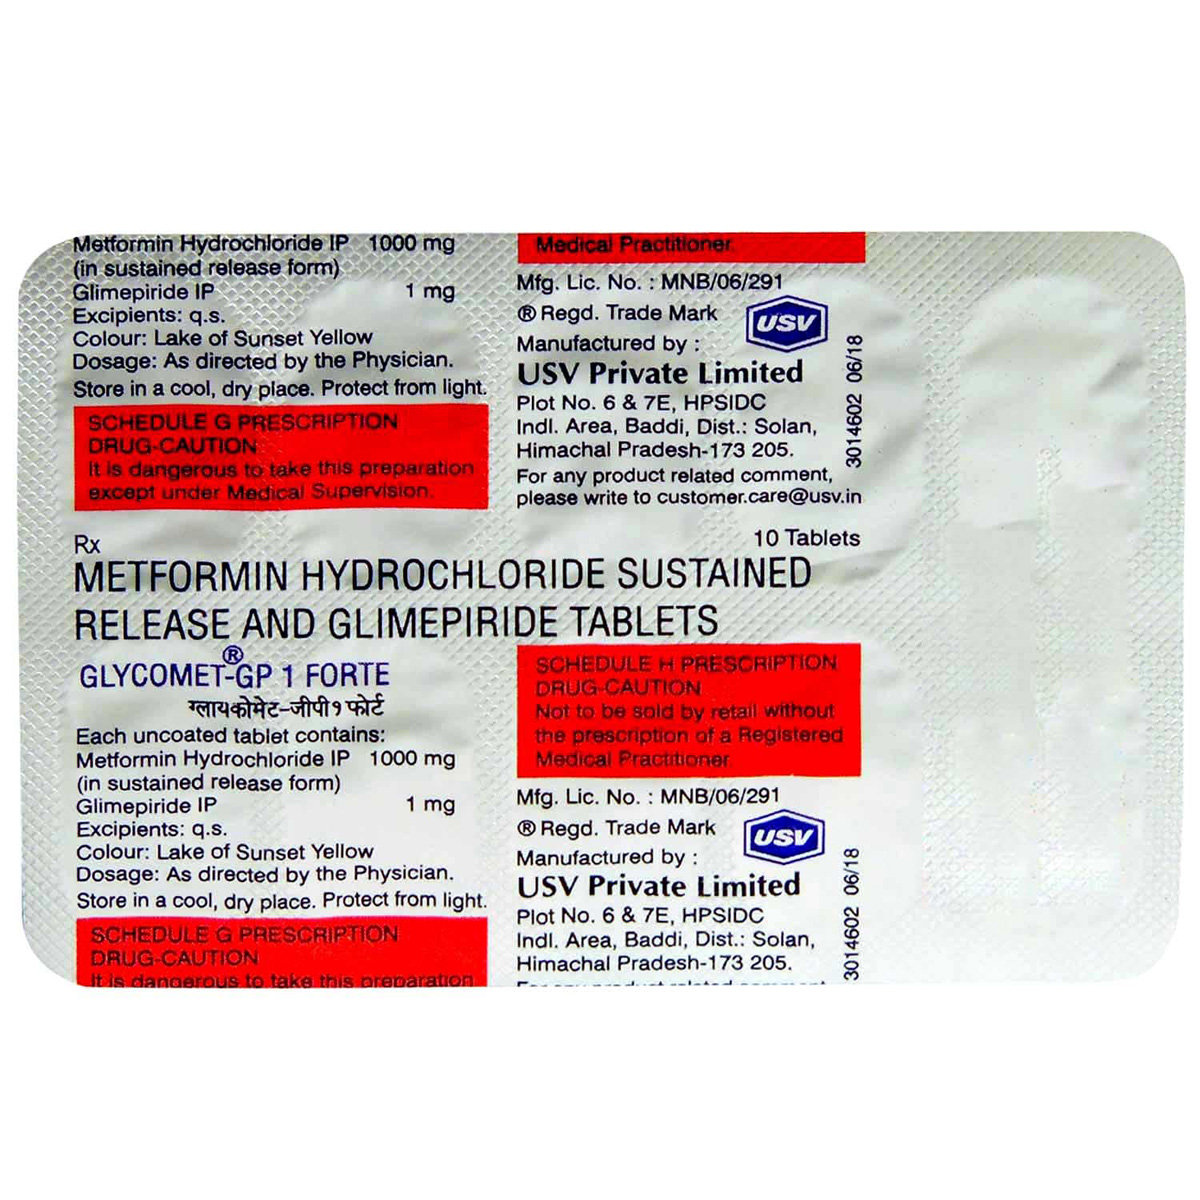 Metformin Hydrochloride IP 1000 mg
(in sustained release form)
Glimepiride IP 1 mg
Excipients: q.s.
Colour: Lake of Sunset Yellow
Dosage: As directed by the Physician.
Store in a cool, dry place. Protect from light.
SCHEDULE G PRESCRIPTION
DRUG-CAUTION
It is dangerous to take this preparation
except under Medical Supervision.
Medical Practitioner.
Mfg. Lic. No. : MNB/06/291
® Regd. Trade Mark
USV
Manufactured by :
USV Private Limited
Plot No. 6 & 7E, HPSIDC
Indl. Area, Baddi, Dist.: Solan,
Himachal Pradesh-173 205.
For any product related comment,
please write to customer.care@usv.in
3014602 06/18
Rx
10 Tablets
METFORMIN HYDROCHLORIDE SUSTAINED
RELEASE AND GLIMEPIRIDE TABLETS
GLYCOMET®-GP 1 FORTE
ग्लायकोमेट-जीपी१ फोर्ट
Each uncoated tablet contains:
Metformin Hydrochloride IP 1000 mg
(in sustained release form)
Glimepiride IP 1 mg
Excipients: q.s.
Colour: Lake of Sunset Yellow
Dosage: As directed by the Physician.
Store in a cool, dry place. Protect from light.
SCHEDULE G PRESCRIPTION
DRUG-CAUTION
It is dangerous to take this preparation
SCHEDULE H PRESCRIPTION
DRUG-CAUTION
Not to be sold by retail without
the prescription of a Registered
Medical Practitioner.
Mfg. Lic. No. : MNB/06/291
® Regd. Trade Mark
USV
Manufactured by :
USV Private Limited
Plot No. 6 & 7E, HPSIDC
Indl. Area, Baddi, Dist.: Solan,
Himachal Pradesh-173 205.
3014602 06/18